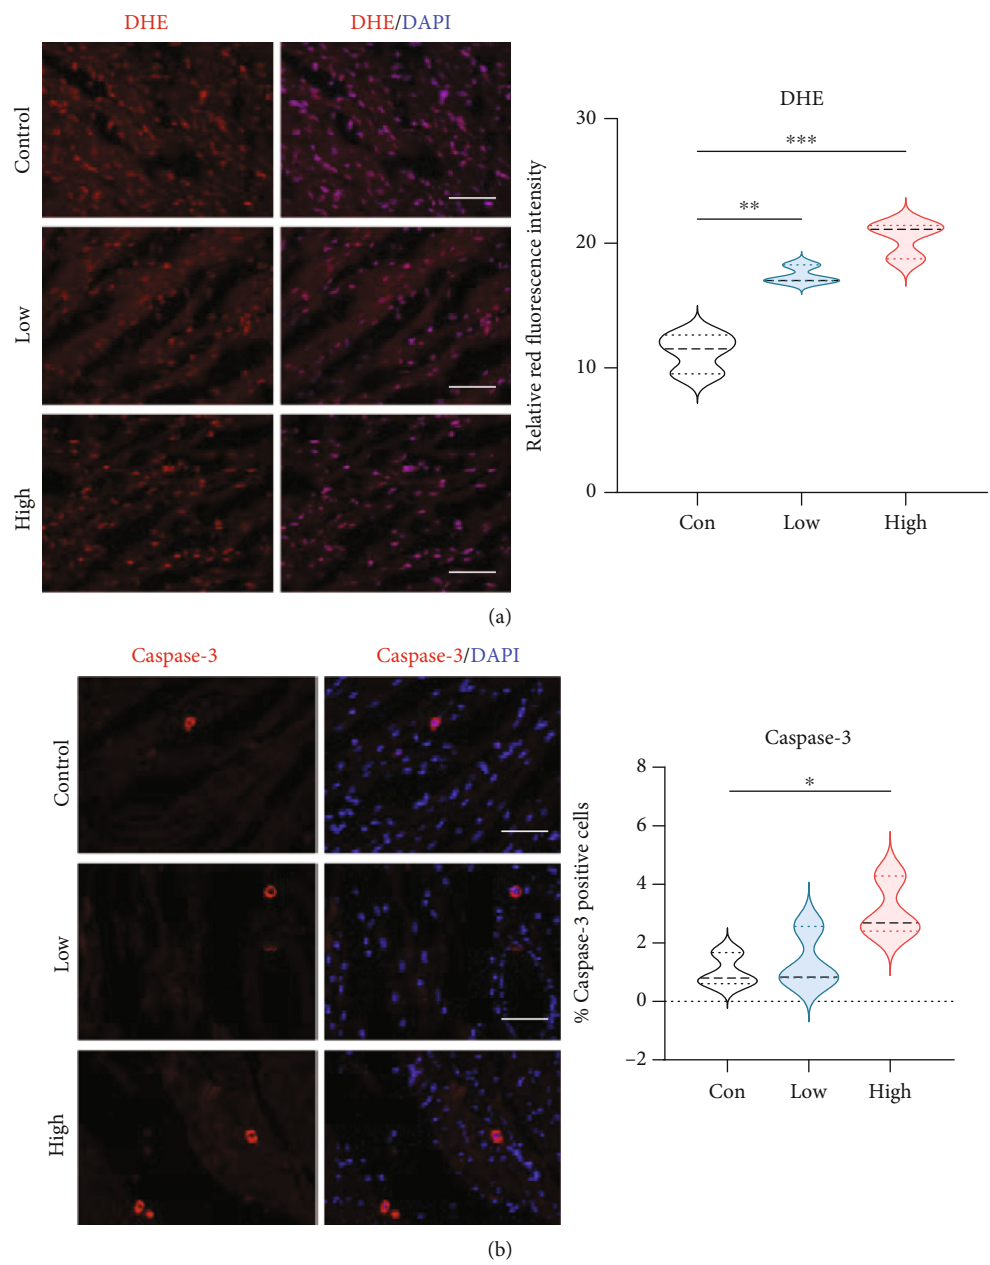 DHE
DHE/DAPI
Control
Low
High
DHE
Relative red fluorescence intensity
30
20
10
0
***
**
Con
Low
High
(a)
Caspase-3
Caspase-3/DAPI
Control
Low
High
Caspase-3
% Caspase-3 positive cells
8
6
4
2
0
–2
*
Con
Low
High
(b)